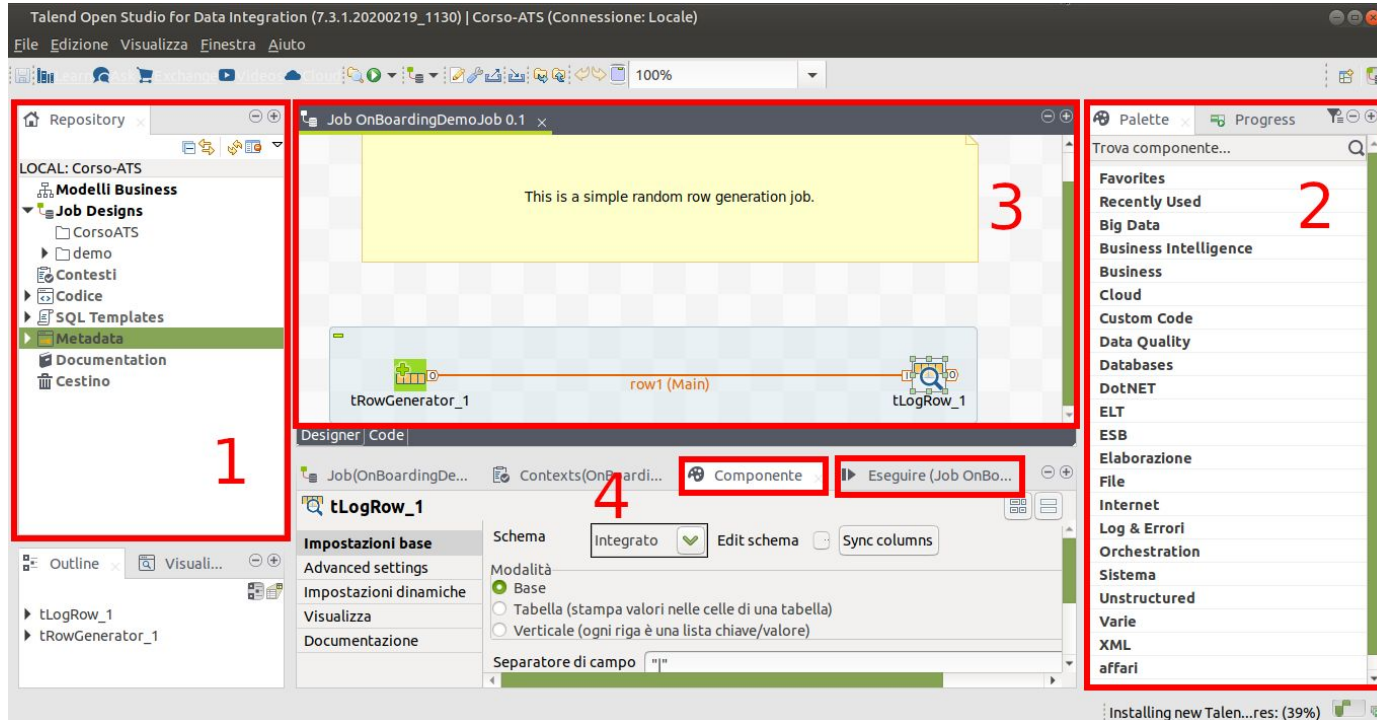 Talend Open Studio for Data Integration (7.3.1.20200219_1130) | Corso-ATS (Connessione: Locale)
File Edizione Visualizza Finestra Aiuto
Learn Ask Exchange Videos Cloud 100%
Repository
LOCAL: Corso-ATS
Modelli Business
Job Designs
CorsoATS
demo
Contesti
Codice
SQL Templates
Metadata
Documentation
Cestino
1
Outline Visuali...
tLogRow_1
tRowGenerator_1
Job OnBoardingDemoJob 0.1
This is a simple random row generation job.
3
row1 (Main)
tRowGenerator_1 tLogRow_1
Designer Code
Job(OnBoardingDe... Contexts(OnBoardi... Componente Eseguire (Job OnBo...
4
tLogRow_1
Impostazioni base
Advanced settings
Impostazioni dinamiche
Visualizza
Documentazione
Schema Integrato Edit schema Sync columns
Modalità
Base
Tabella (stampa valori nelle celle di una tabella)
Verticale (ogni riga è una lista chiave/valore)
Separatore di campo "|"
Palette Progress
Trova componente...
2
Favorites
Recently Used
Big Data
Business Intelligence
Business
Cloud
Custom Code
Data Quality
Databases
DotNET
ELT
ESB
Elaborazione
File
Internet
Log & Errori
Orchestration
Sistema
Unstructured
Varie
XML
affari
Installing new Talen...res: (39%)